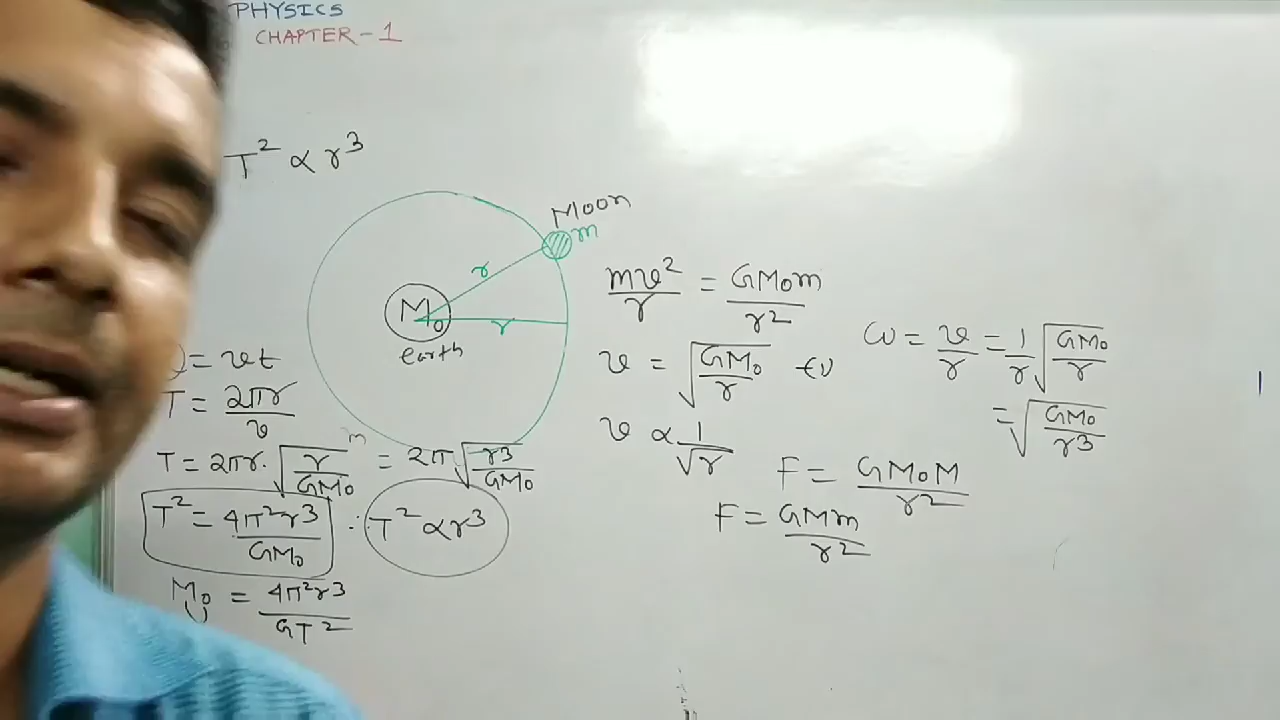 PHYSICS
CHAPTER-1
T² ∝ r³
Moon
m
r
M₀
r
earth
= vt
T = 2πr/v
T = 2πr.√(r/GM₀) = 2π√(r³/GM₀)
T² = 4π²r³/GM₀ ∴ T² ∝ r³
M₀ = 4π²r³/GT²
mv²/r = GM₀m/r²
v = √(GM₀/r)
v ∝ 1/√r
ω = v/r = 1/r √(GM₀/r)
= √(GM₀/r³)
F = GM₀M/r²
F = GMm/r²